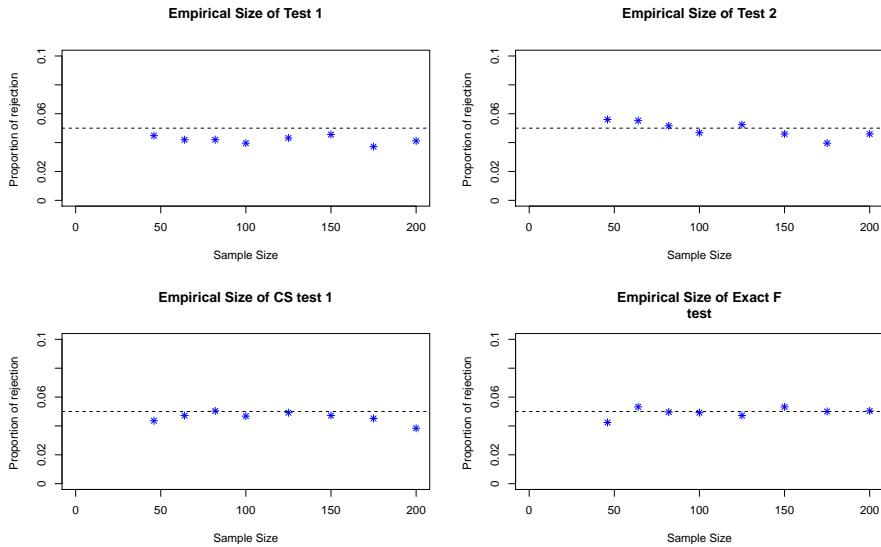 Empirical Size of Test 1
Proportion of rejection
0.1
0.06
0.02
0
0 50 100 150 200
Sample Size
Empirical Size of Test 2
Proportion of rejection
0.1
0.06
0.02
0
0 50 100 150 200
Sample Size
Empirical Size of CS test 1
Proportion of rejection
0.1
0.06
0.02
0
0 50 100 150 200
Sample Size
Empirical Size of Exact F
test
Proportion of rejection
0.1
0.06
0.02
0
0 50 100 150 200
Sample Size